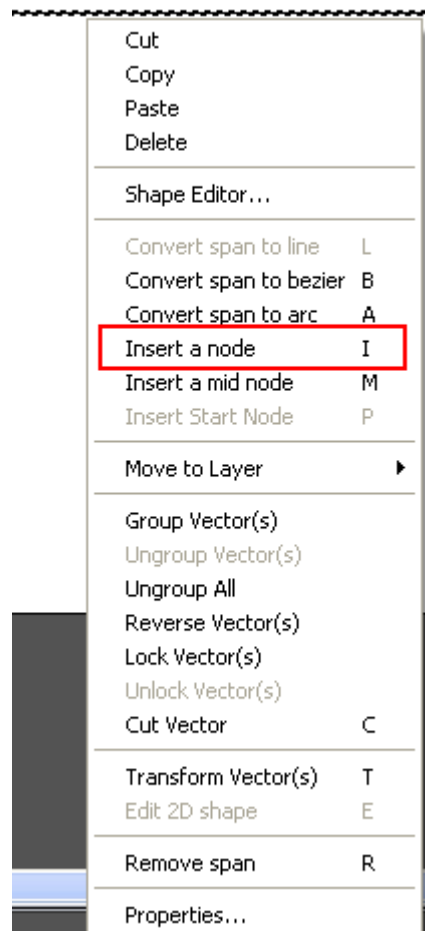 Cut
Copy
Paste
Delete
Shape Editor...
Convert span to line L
Convert span to bezier B
Convert span to arc A
Insert a node I
Insert a mid node M
Insert Start Node P
Move to Layer
Group Vector(s)
Ungroup Vector(s)
Ungroup All
Reverse Vector(s)
Lock Vector(s)
Unlock Vector(s)
Cut Vector C
Transform Vector(s) T
Edit 2D shape E
Remove span R
Properties...